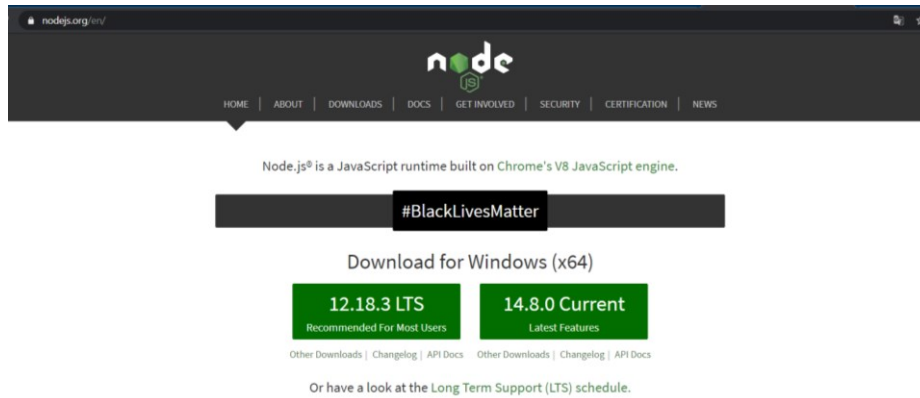 nodejs.org/en/
node
JS
HOME | ABOUT | DOWNLOADS | DOCS | GET INVOLVED | SECURITY | CERTIFICATION | NEWS
Node.js® is a JavaScript runtime built on Chrome's V8 JavaScript engine.
#BlackLivesMatter
Download for Windows (x64)
12.18.3 LTS 14.8.0 Current
Recommended For Most Users Latest Features
Other Downloads | Changelog | API Docs Other Downloads | Changelog | API Docs
Or have a look at the Long Term Support (LTS) schedule.